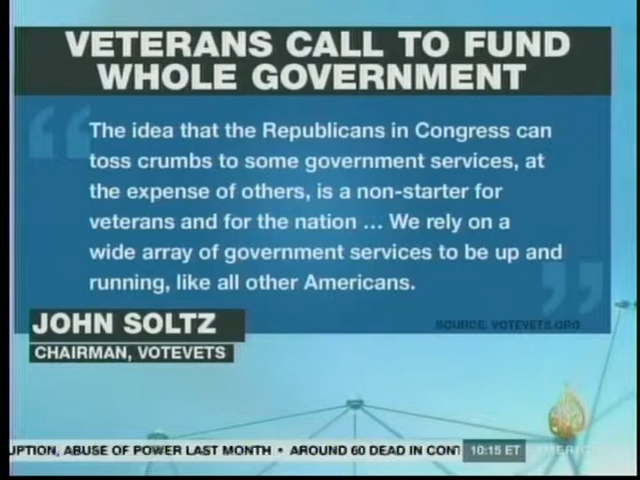 VETERANS CALL TO FUND
WHOLE GOVERNMENT
“
The idea that the Republicans in Congress can
toss crumbs to some government services, at
the expense of others, is a non-starter for
veterans and for the nation ... We rely on a
wide array of government services to be up and
running, like all other Americans.
”
JOHN SOLTZ
SOURCE: VOTEVETS.ORG
CHAIRMAN, VOTEVETS
UPTION, ABUSE OF POWER LAST MONTH • AROUND 60 DEAD IN CONT
10:15 ET
AMERICA